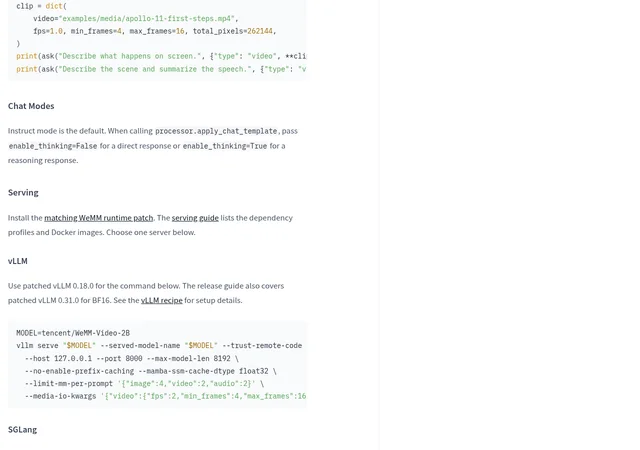 clip = dict(
video="examples/media/apollo-11-first-steps.mp4",
fps=1.0, min_frames=4, max_frames=16, total_pixels=262144,
)
print(ask("Describe what happens on screen.", {"type": "video", **cli
print(ask("Describe the scene and summarize the speech.", {"type": "v
Chat Modes
Instruct mode is the default. When calling processor.apply_chat_template, pass
enable_thinking=False for a direct response or enable_thinking=True for a
reasoning response.
Serving
Install the matching WeMM runtime patch. The serving guide lists the dependency
profiles and Docker images. Choose one server below.
vLLM
Use patched vLLM 0.18.0 for the command below. The release guide also covers
patched vLLM 0.31.0 for BF16. See the vLLM recipe for setup details.
MODEL=tencent/WeMM-Video-2B
vllm serve "$MODEL" --served-model-name "$MODEL" --trust-remote-code
--host 127.0.0.1 --port 8000 --max-model-len 8192 \
--no-enable-prefix-caching --mamba-ssm-cache-dtype float32 \
--limit-mm-per-prompt '{"image":4,"video":2,"audio":2}' \
--media-io-kwargs '{"video":{"fps":2,"min_frames":4,"max_frames":16
SGLang